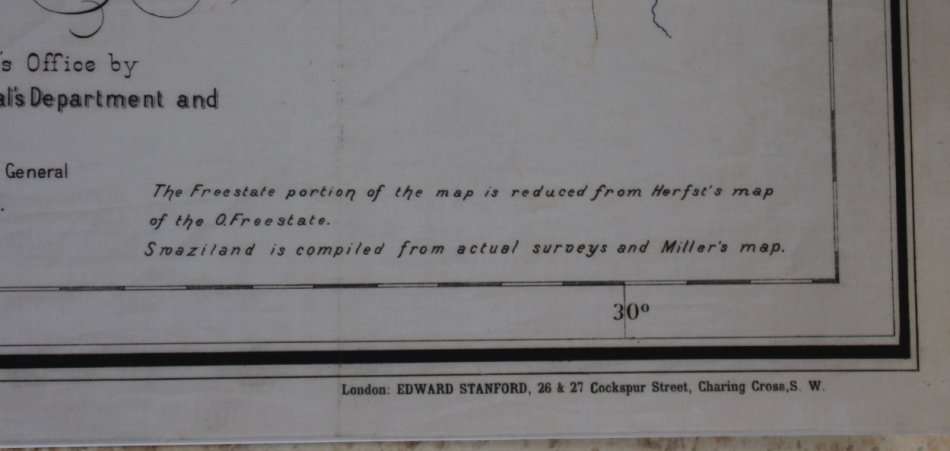 's Office by
al's Department and
General
.
The Freestate portion of the map is reduced from Herfst's map
of the O.Freestate.
Swaziland is compiled from actual surveys and Miller's map.
30º
London: EDWARD STANFORD, 26 & 27 Cockspur Street, Charing Cross,S. W.